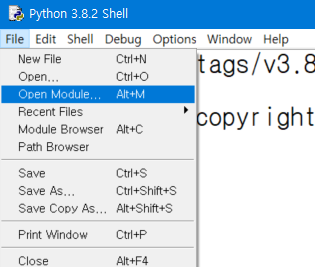 Python 3.8.2 Shell
File Edit Shell Debug Options Window Help
New File Ctrl+N
Open... Ctrl+O
Open Module... Alt+M
Recent Files
Module Browser Alt+C
Path Browser
Save Ctrl+S
Save As... Ctrl+Shift+S
Save Copy As... Alt+Shift+S
Print Window Ctrl+P
Close Alt+F4
tags/v3.8
copyright